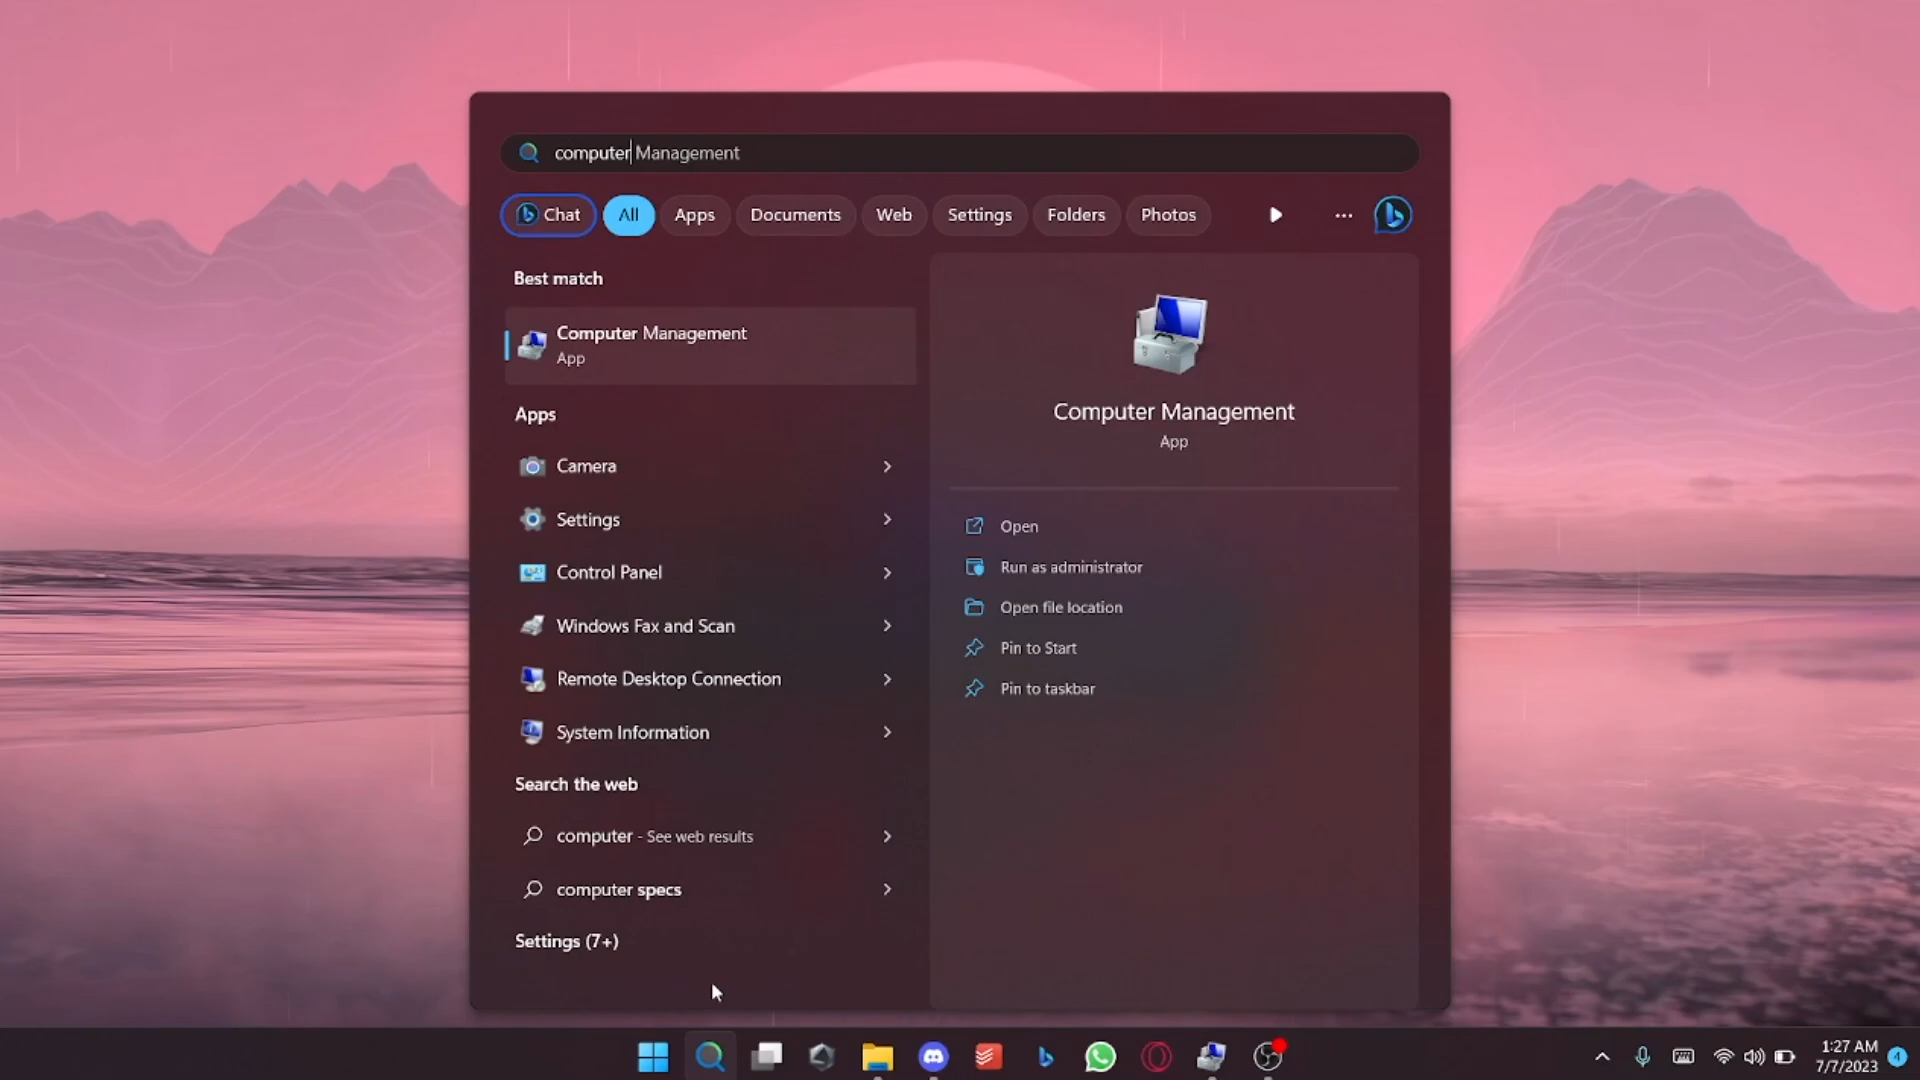 computer Management
Chat
All
Apps
Documents
Web
Settings
Folders
Photos
Best match
Computer Management
App
Apps
Camera
Settings
Control Panel
Windows Fax and Scan
Remote Desktop Connection
System Information
Search the web
computer - See web results
computer specs
Settings (7+)
Computer Management
App
Open
Run as administrator
Open file location
Pin to Start
Pin to taskbar
1:27 AM
7/7/2023
4